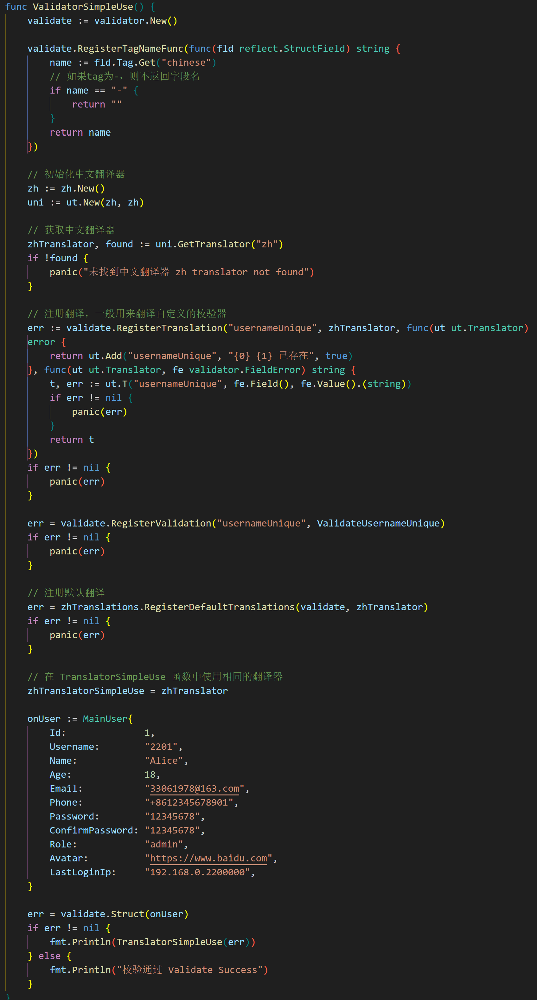 func ValidatorSimpleUse() {
    validate := validator.New()

    validate.RegisterTagNameFunc(func(fld reflect.StructField) string {
        name := fld.Tag.Get("chinese")
        // 如果tag为-，则不返回字段名
        if name == "-" {
            return ""
        }
        return name
    })

    // 初始化中文翻译器
    zh := zh.New()
    uni := ut.New(zh, zh)

    // 获取中文翻译器
    zhTranslator, found := uni.GetTranslator("zh")
    if !found {
        panic("未找到中文翻译器 zh translator not found")
    }

    // 注册翻译，一般用来翻译自定义的校验器
    err := validate.RegisterTranslation("usernameUnique", zhTranslator, func(ut ut.Translator)
    error {
        return ut.Add("usernameUnique", "{0} {1} 已存在", true)
    }, func(ut ut.Translator, fe validator.FieldError) string {
        t, err := ut.T("usernameUnique", fe.Field(), fe.Value().(string))
        if err != nil {
            panic(err)
        }
        return t
    })
    if err != nil {
        panic(err)
    }

    err = validate.RegisterValidation("usernameUnique", ValidateUsernameUnique)
    if err != nil {
        panic(err)
    }

    // 注册默认翻译
    err = zhTranslations.RegisterDefaultTranslations(validate, zhTranslator)
    if err != nil {
        panic(err)
    }

    // 在 TranslatorSimpleUse 函数中使用相同的翻译器
    zhTranslatorSimpleUse = zhTranslator

    onUser := MainUser{
        Id:              1,
        Username:        "2201",
        Name:            "Alice",
        Age:             18,
        Email:           "33061978@163.com",
        Phone:           "+8612345678901",
        Password:        "12345678",
        ConfirmPassword: "12345678",
        Role:            "admin",
        Avatar:          "https://www.baidu.com",
        LastLoginIp:     "192.168.0.2200000",
    }

    err = validate.Struct(onUser)
    if err != nil {
        fmt.Println(TranslatorSimpleUse(err))
    } else {
        fmt.Println("校验通过 Validate Success")
    }
}